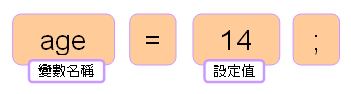 age = 14 ;
變數名稱 設定值